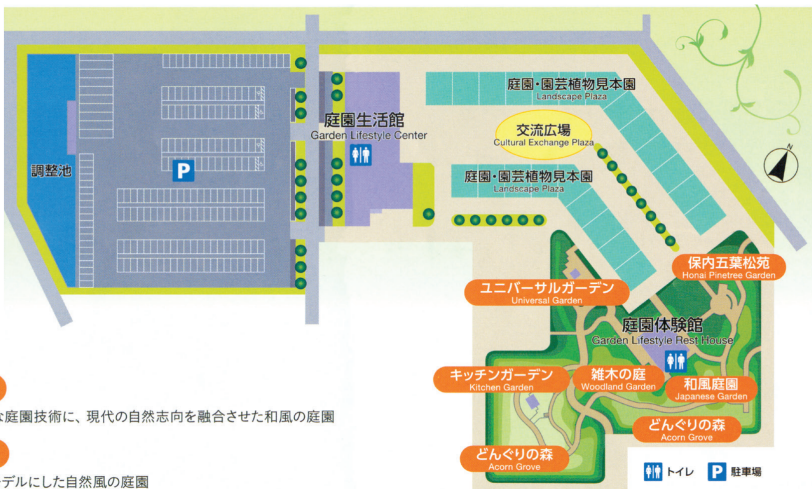 庭園・園芸植物見本園
Landscape Plaza
庭園生活館
Garden Lifestyle Center
交流広場
Cultural Exchange Plaza
N
調整池
P
庭園・園芸植物見本園
Landscape Plaza
保内五葉松苑
Honai Pinetree Garden
ユニバーサルガーデン
Universal Garden
庭園体験館
Garden Lifestyle Rest House
キッチンガーデン
Kitchen Garden
雑木の庭
Woodland Garden
和風庭園
Japanese Garden
な庭園技術に、現代の自然志向を融合させた和風の庭園
どんぐりの森
Acorn Grove
どんぐりの森
Acorn Grove
トイレ P 駐車場
デルにした自然風の庭園